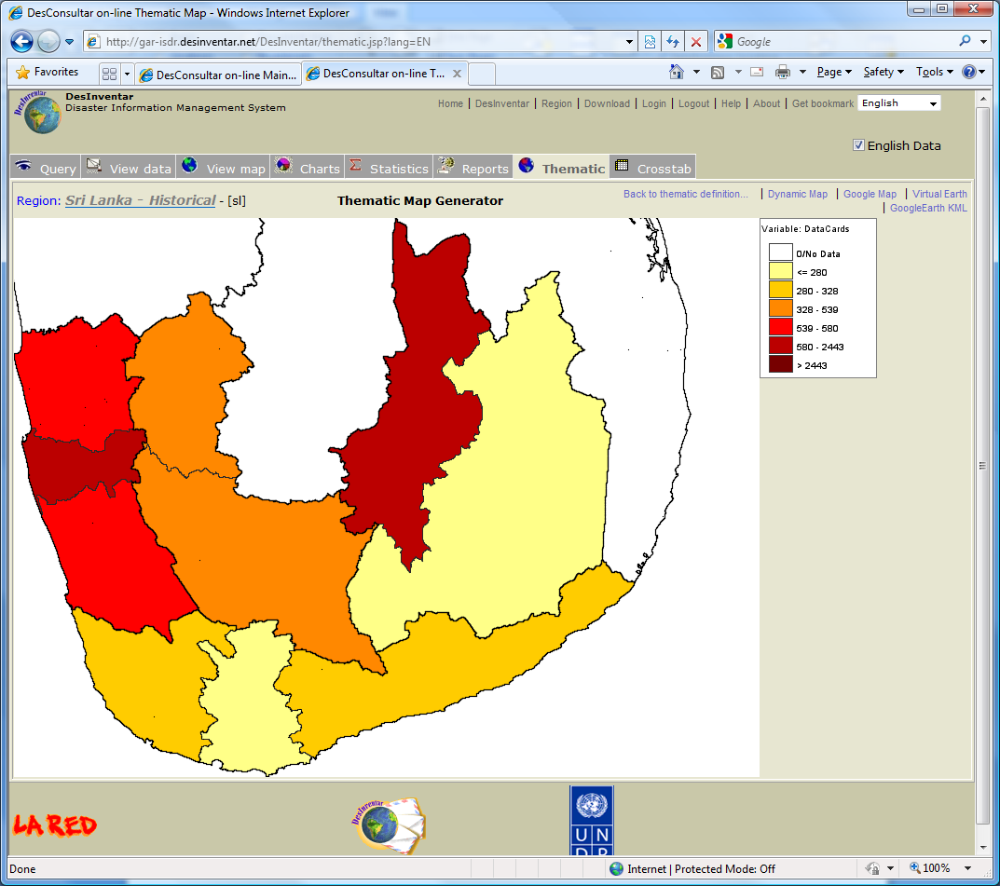 DesConsultar on-line Thematic Map - Windows Internet Explorer
http://gar-isdr.desinventar.net/DesInventar/thematic.jsp?lang=EN
Google
Favorites
DesConsultar on-line Main...
DesConsultar on-line T...
Page
Safety
Tools
DesInventar
DesInventar
Disaster Information Management System
Home | DesInventar | Region | Download | Login | Logout | Help | About | Get bookmark
English
English Data
Query
View data
View map
Charts
Statistics
Reports
Thematic
Crosstab
Region: Sri Lanka - Historical - [sl]
Thematic Map Generator
Back to thematic definition... | Dynamic Map | Google Map | Virtual Earth
| GoogleEarth KML
Variable: DataCards
0/No Data
<= 280
280 - 328
328 - 539
539 - 580
580 - 2443
> 2443
LA RED
DesInventar
U N
D P
Done
Internet | Protected Mode: Off
100%